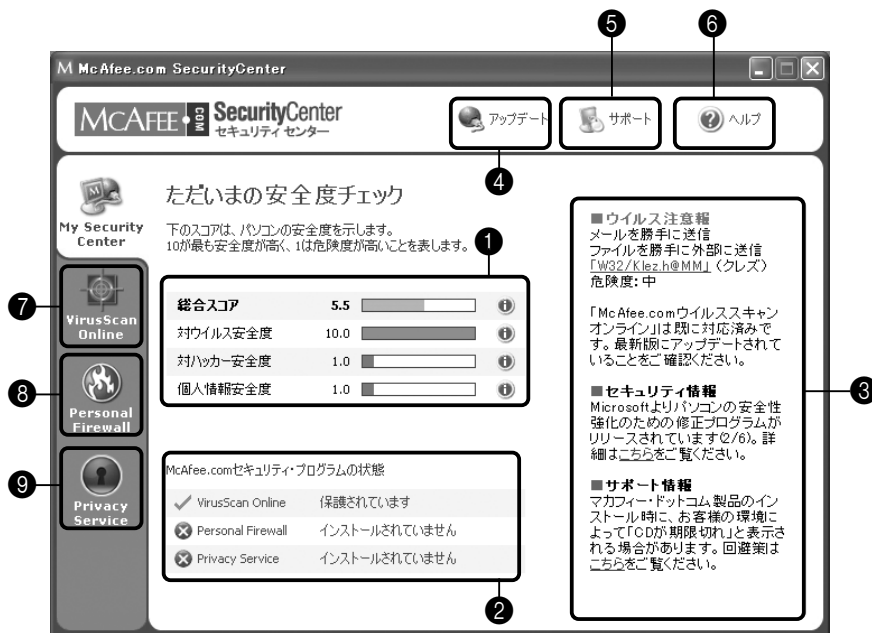 5
6
M McAfee.com SecurityCenter
McAFEE•COM SecurityCenter
セキュリティ センター
アップデート
サポート
ヘルプ
4
My Security
Center
ただいまの安全度チェック
下のスコアは、パソコンの安全度を示します。
10が最も安全度が高く、1は危険度が高いことを表します。
1
7
VirusScan
Online
総合スコア 5.5
対ウイルス安全度 10.0
対ハッカー安全度 1.0
個人情報安全度 1.0
8
Personal
Firewall
9
Privacy
Service
McAfee.comセキュリティ・プログラムの状態
VirusScan Online 保護されています
Personal Firewall インストールされていません
Privacy Service インストールされていません
2
■ウイルス注意報
メールを勝手に送信
ファイルを勝手に外部に送信
「W32/Klez.h@MM」(クレズ)
危険度:中
「McAfee.comウイルススキャン
オンライン」は既に対応済みで
す。最新版にアップデートされて
いることをご確認ください。
3
■セキュリティ情報
Microsoftよりパソコンの安全性
強化のための修正プログラムが
リリースされています(2/6)。詳
細はこちらをご覧ください。
■サポート情報
マカフィー・ドットコム製品のイン
ストール時に、お客様の環境に
よって「CDが期限切れ」と表示さ
れる場合があります。回避策は
こちらをご覧ください。